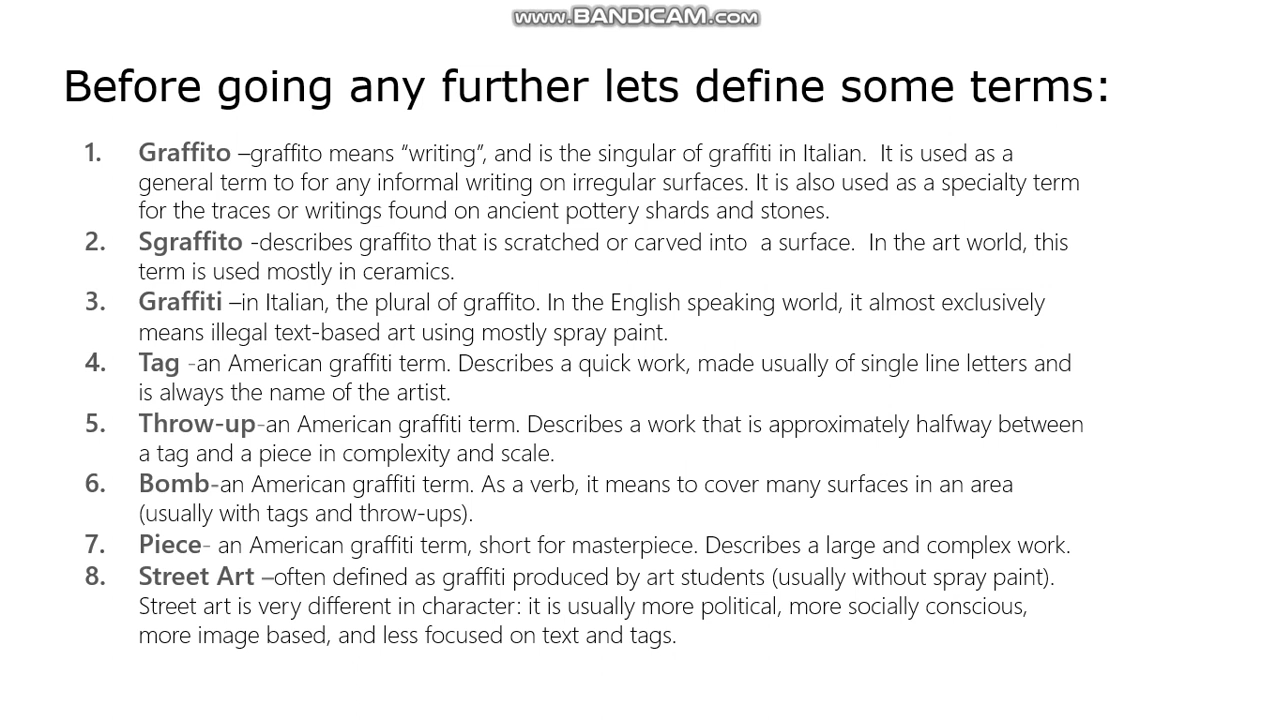 www.BANDICAM.com
Before going any further lets define some terms:
1. Graffito –graffito means “writing”, and is the singular of graffiti in Italian.  It is used as a
general term to for any informal writing on irregular surfaces. It is also used as a specialty term
for the traces or writings found on ancient pottery shards and stones.
2. Sgraffito -describes graffito that is scratched or carved into  a surface.  In the art world, this
term is used mostly in ceramics.
3. Graffiti –in Italian, the plural of graffito. In the English speaking world, it almost exclusively
means illegal text-based art using mostly spray paint.
4. Tag -an American graffiti term. Describes a quick work, made usually of single line letters and
is always the name of the artist.
5. Throw-up-an American graffiti term. Describes a work that is approximately halfway between
a tag and a piece in complexity and scale.
6. Bomb-an American graffiti term. As a verb, it means to cover many surfaces in an area
(usually with tags and throw-ups).
7. Piece- an American graffiti term, short for masterpiece. Describes a large and complex work.
8. Street Art –often defined as graffiti produced by art students (usually without spray paint).
Street art is very different in character: it is usually more political, more socially conscious,
more image based, and less focused on text and tags.